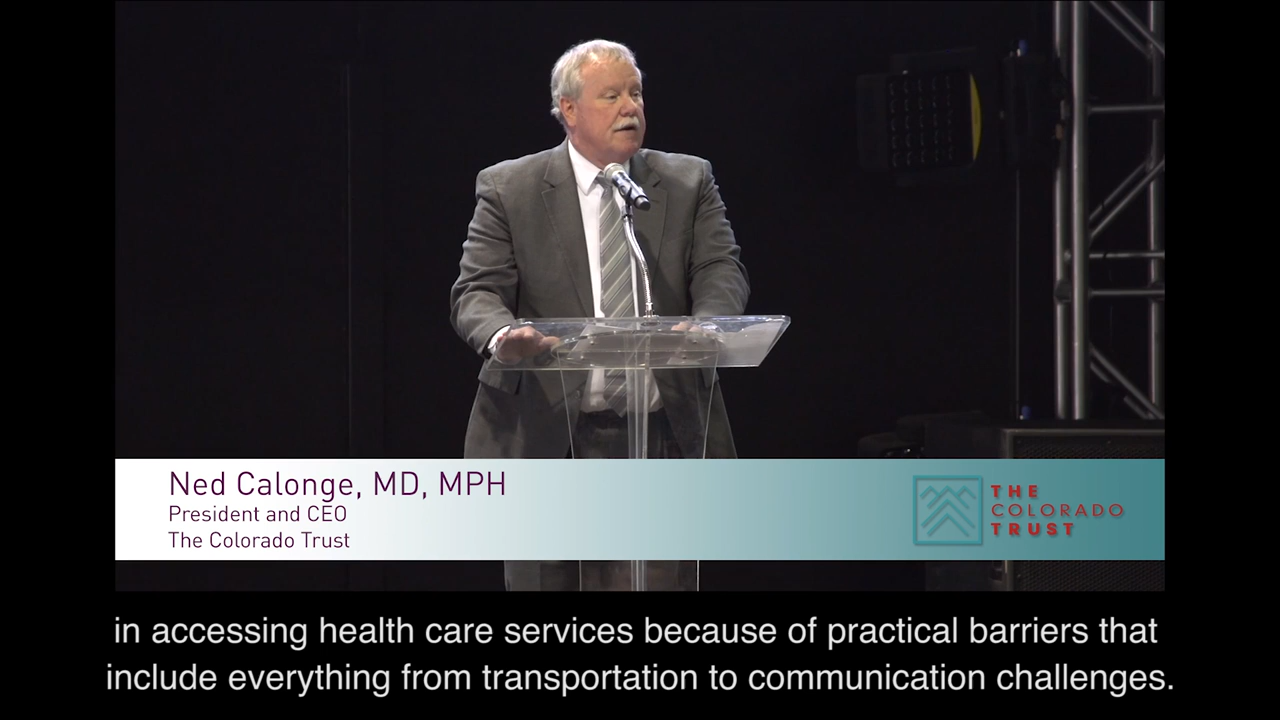 Ned Calonge, MD, MPH
President and CEO
The Colorado Trust
THE
COLORADO
TRUST
in accessing health care services because of practical barriers that
include everything from transportation to communication challenges.